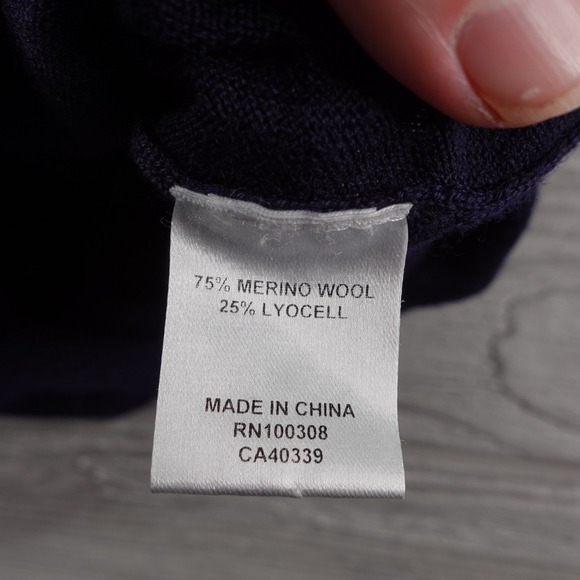 75% MERINO WOOL
25% LYOCELL
MADE IN CHINA
RN100308
CA40339